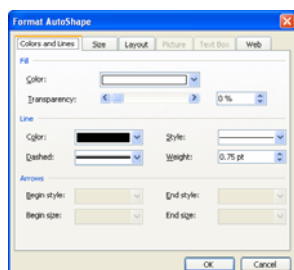 Format AutoShape
Colors and Lines Size Layout Picture Text Box Web
Fill
Color:
Transparency: 0 %
Line
Color: Style:
Dashed: Weight: 0.75 pt
Arrows
Begin style: End style:
Begin size: End size:
OK Cancel